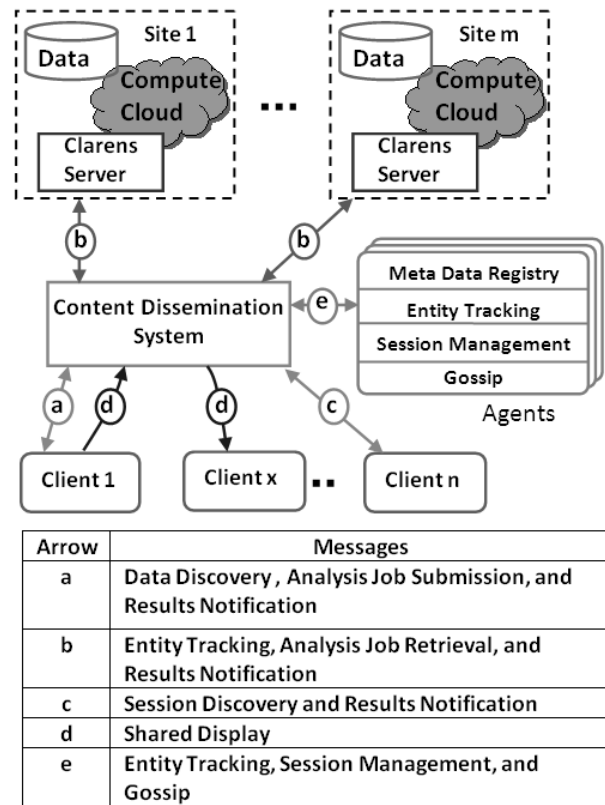 Site 1
Data
Compute
Cloud
Clarens
Server
...
Site m
Data
Compute
Cloud
Clarens
Server
b
b
Content Dissemination
System
e
Meta Data Registry
Entity Tracking
Session Management
Gossip
Agents
a
d
d
c
Client 1
Client x
..
Client n
Arrow Messages
a Data Discovery , Analysis Job Submission, and
Results Notification
b Entity Tracking, Analysis Job Retrieval, and
Results Notification
c Session Discovery and Results Notification
d Shared Display
e Entity Tracking, Session Management, and
Gossip